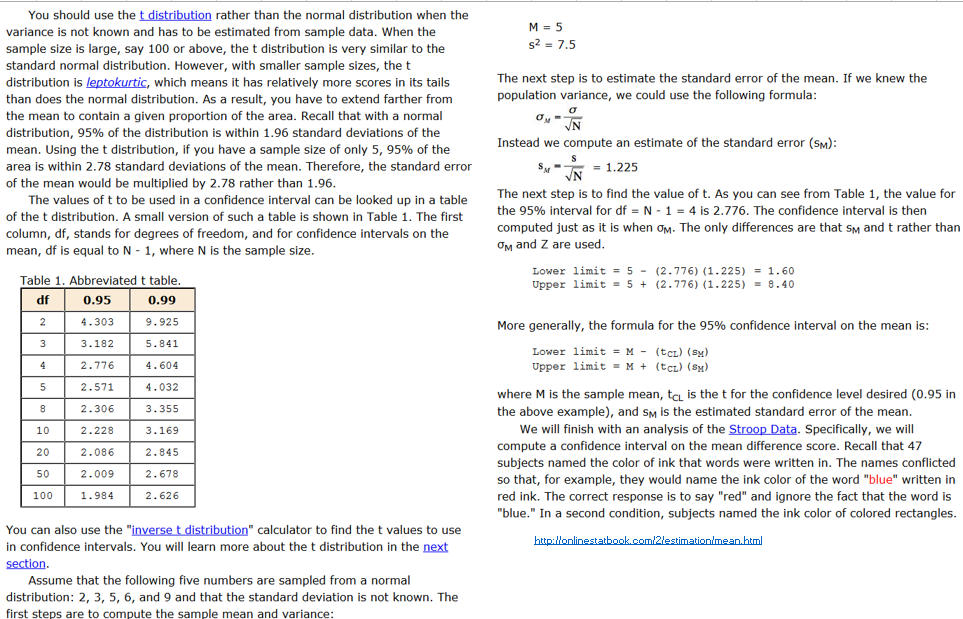 You should use the t distribution rather than the normal distribution when the
variance is not known and has to be estimated from sample data. When the
sample size is large, say 100 or above, the t distribution is very similar to the
standard normal distribution. However, with smaller sample sizes, the t
distribution is leptokurtic, which means it has relatively more scores in its tails
than does the normal distribution. As a result, you have to extend farther from
the mean to contain a given proportion of the area. Recall that with a normal
distribution, 95% of the distribution is within 1.96 standard deviations of the
mean. Using the t distribution, if you have a sample size of only 5, 95% of the
area is within 2.78 standard deviations of the mean. Therefore, the standard error
of the mean would be multiplied by 2.78 rather than 1.96.
The values of t to be used in a confidence interval can be looked up in a table
of the t distribution. A small version of such a table is shown in Table 1. The first
column, df, stands for degrees of freedom, and for confidence intervals on the
mean, df is equal to N - 1, where N is the sample size.
Table 1. Abbreviated t table.
df 0.95 0.99
2 4.303 9.925
3 3.182 5.841
4 2.776 4.604
5 2.571 4.032
8 2.306 3.355
10 2.228 3.169
20 2.086 2.845
50 2.009 2.678
100 1.984 2.626
You can also use the "inverse t distribution" calculator to find the t values to use
in confidence intervals. You will learn more about the t distribution in the next
section.
Assume that the following five numbers are sampled from a normal
distribution: 2, 3, 5, 6, and 9 and that the standard deviation is not known. The
first steps are to compute the sample mean and variance:
M = 5
s² = 7.5
The next step is to estimate the standard error of the mean. If we knew the
population variance, we could use the following formula:
σM = σ/√N
Instead we compute an estimate of the standard error (sM):
sM = s/√N = 1.225
The next step is to find the value of t. As you can see from Table 1, the value for
the 95% interval for df = N - 1 = 4 is 2.776. The confidence interval is then
computed just as it is when σM. The only differences are that sM and t rather than
σM and Z are used.
Lower limit = 5 - (2.776)(1.225) = 1.60
Upper limit = 5 + (2.776)(1.225) = 8.40
More generally, the formula for the 95% confidence interval on the mean is:
Lower limit = M - (tCL)(sM)
Upper limit = M + (tCL)(sM)
where M is the sample mean, tCL is the t for the confidence level desired (0.95 in
the above example), and sM is the estimated standard error of the mean.
We will finish with an analysis of the Stroop Data. Specifically, we will
compute a confidence interval on the mean difference score. Recall that 47
subjects named the color of ink that words were written in. The names conflicted
so that, for example, they would name the ink color of the word "blue" written in
red ink. The correct response is to say "red" and ignore the fact that the word is
"blue." In a second condition, subjects named the ink color of colored rectangles.
http://onlinestatbook.com/2/estimation/mean.html